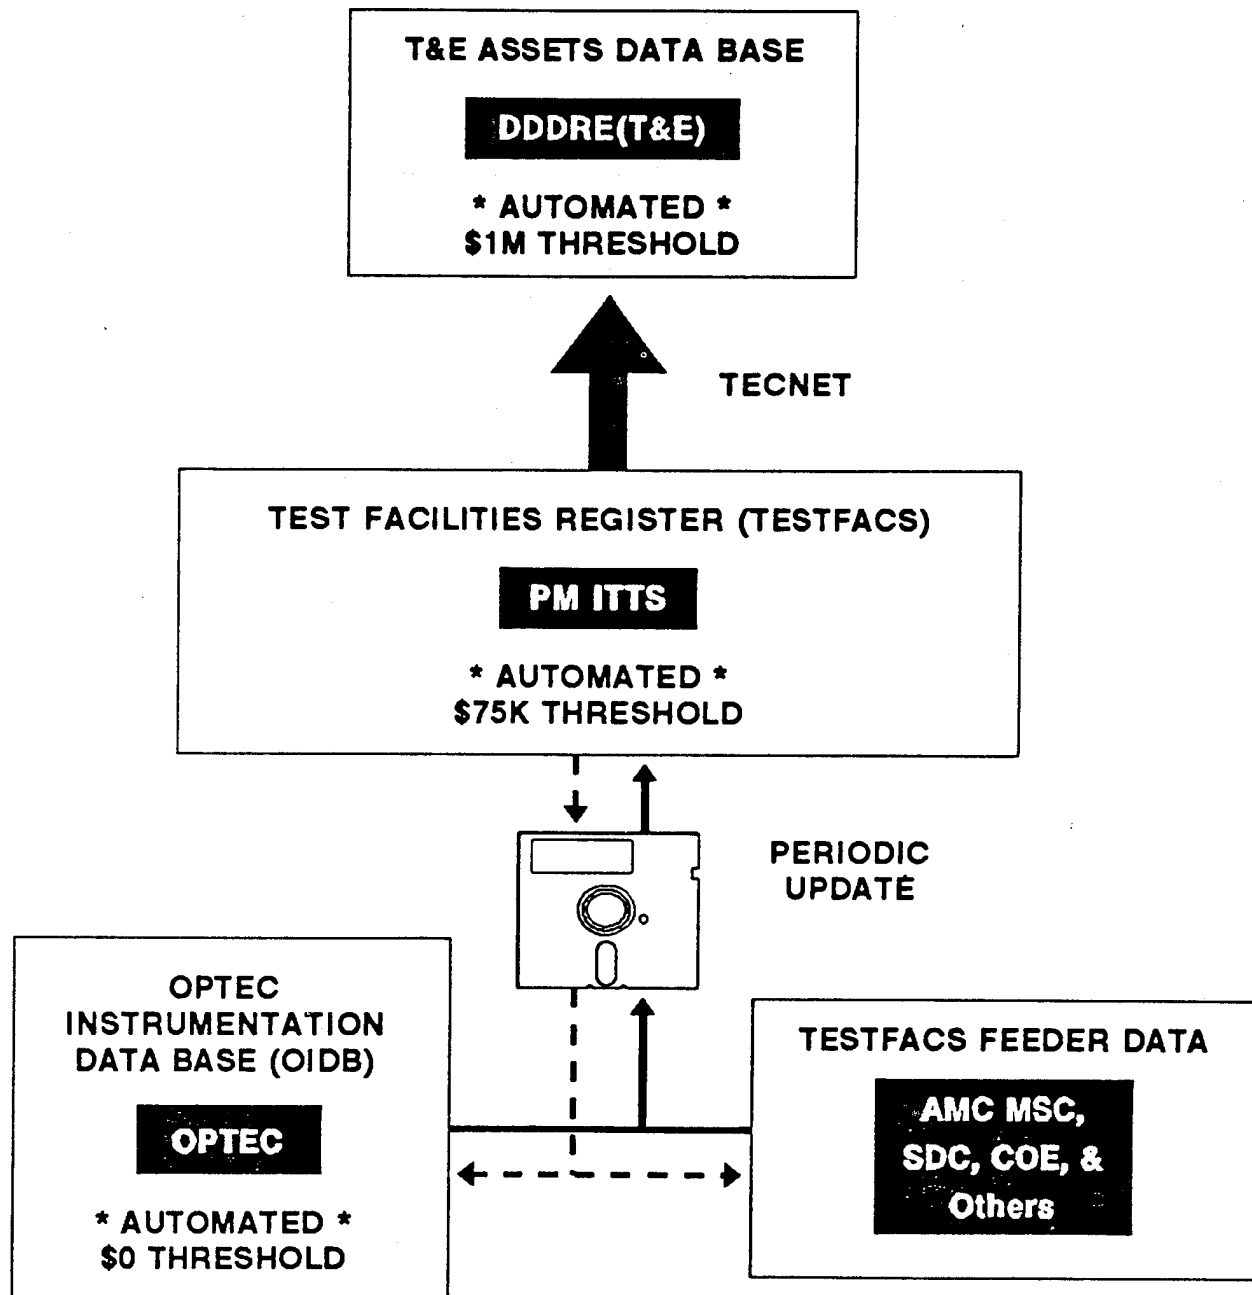 T&E ASSETS DATA BASE
DDDRE(T&E)
* AUTOMATED *
$1M THRESHOLD
TECNET
TEST FACILITIES REGISTER (TESTFACS)
PM ITTS
* AUTOMATED *
$75K THRESHOLD
PERIODIC
UPDATE
OPTEC
INSTRUMENTATION
DATA BASE (OIDB)
OPTEC
* AUTOMATED *
$0 THRESHOLD
TESTFACS FEEDER DATA
AMC MSC,
SDC, COE, &
Others